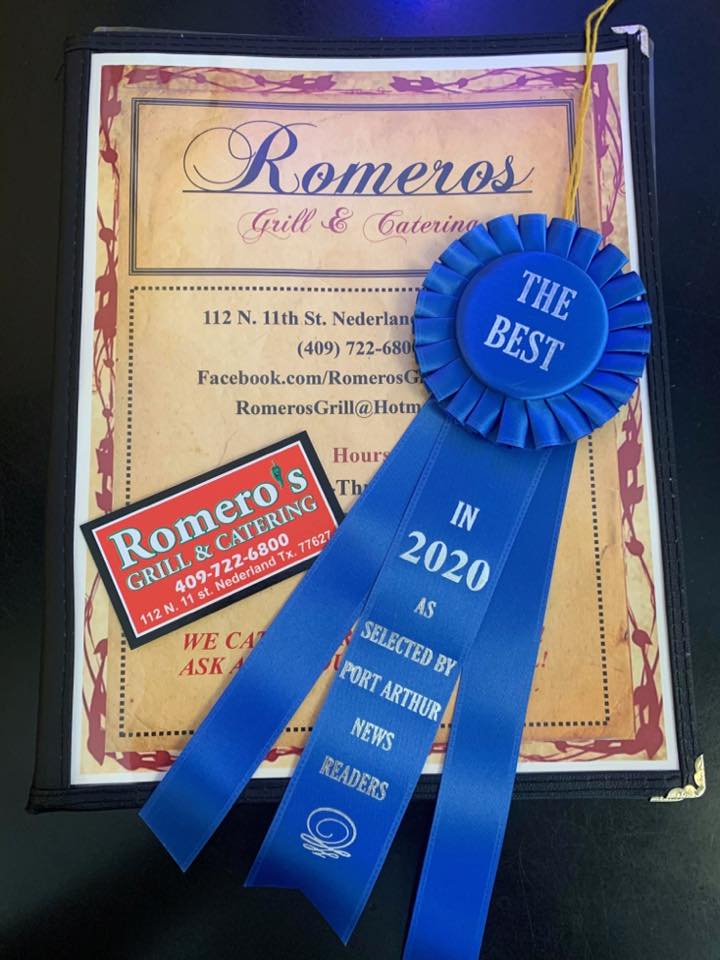 Romeros
Grill & Catering
112 N. 11th St. Nederlan
(409) 722-680
Facebook.com/RomerosG
RomerosGrill@Hotm
Hours
-Th
WE CAT
ASK A
Romero's
GRILL & CATERING
409-722-6800
112 N. 11 st. Nederland Tx. 77627
THE
BEST
IN
2020
AS
SELECTED BY
PORT ARTHUR
NEWS
READERS